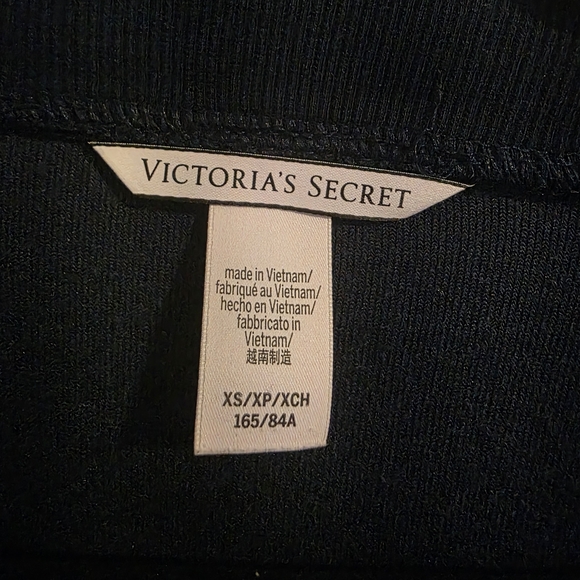 VICTORIA'S SECRET
made in Vietnam/
fabriqué au Vietnam/
hecho en Vietnam/
fabbricato in
Vietnam/
越南制造
XS/XP/XCH
165/84A